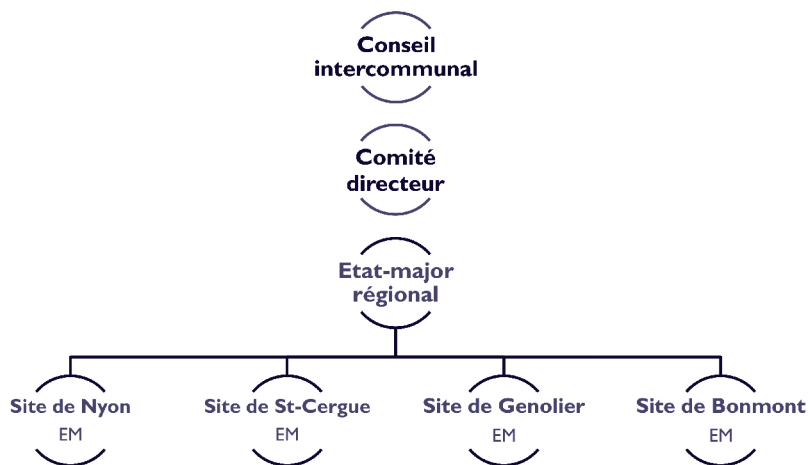 Conseil
intercommunal
Comité
directeur
Etat-major
régional
Site de Nyon
EM
Site de St-Cergue
EM
Site de Genolier
EM
Site de Bonmont
EM